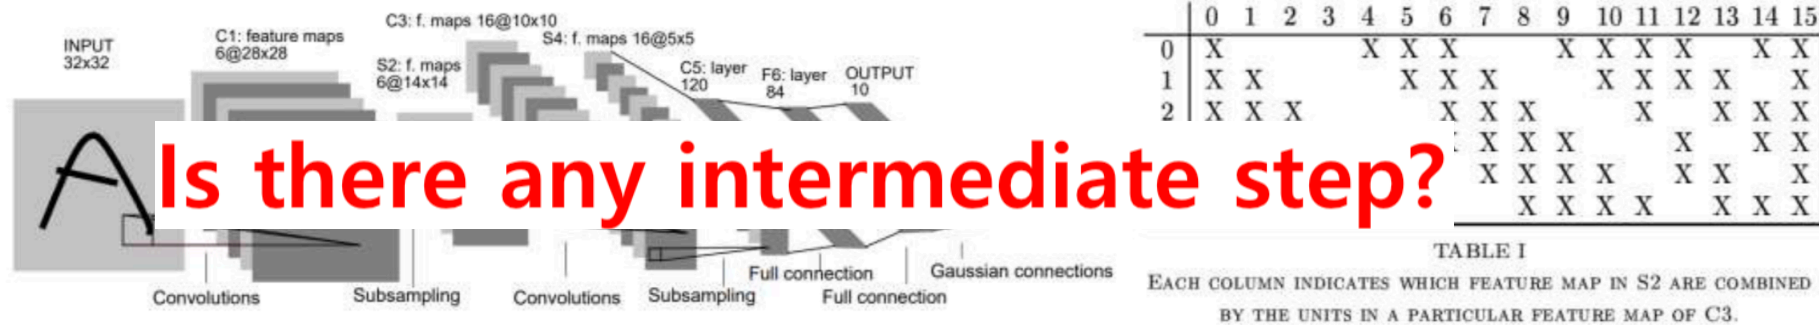 INPUT
32x32
C1: feature maps
6@28x28
S2: f. maps
6@14x14
C3: f. maps 16@10x10
S4: f. maps 16@5x5
C5: layer
120
F6: layer
84
OUTPUT
10
A
Is there any intermediate step?
Convolutions
Subsampling
Convolutions
Subsampling
Full connection
Full connection
Gaussian connections
0 1 2 3 4 5 6 7 8 9 10 11 12 13 14 15
0 X X X X X X X X X X
1 X X X X X X X X X X
2 X X X X X X X X X X
X X X X X X
X X X X X X X
X X X X X X X
TABLE I
EACH COLUMN INDICATES WHICH FEATURE MAP IN S2 ARE COMBINED
BY THE UNITS IN A PARTICULAR FEATURE MAP OF C3.